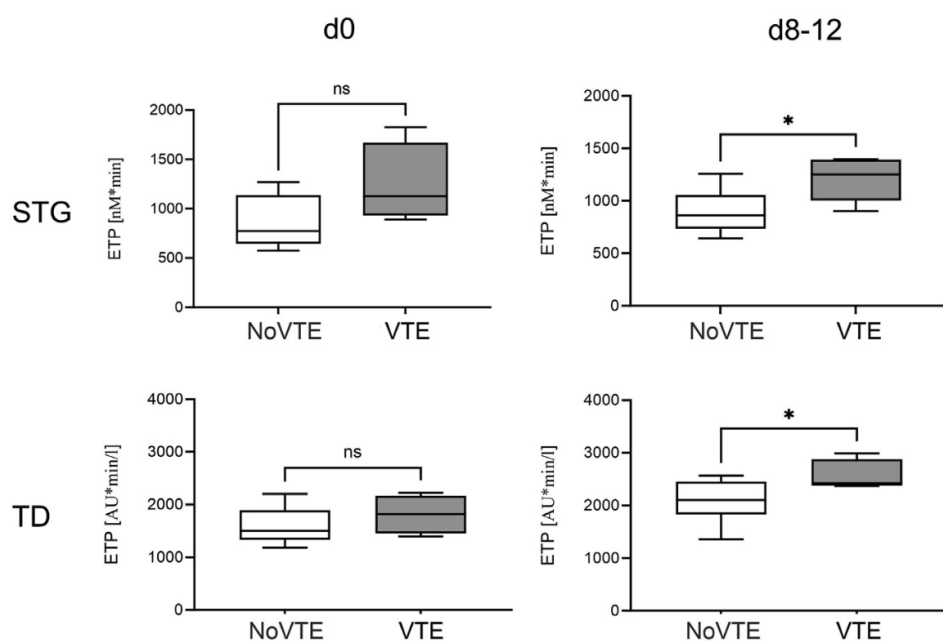 d0
d8-12
STG
ETP [nM*min]
2000
1500
1000
500
0
ns
NoVTE
VTE
ETP [nM*min]
2000
1500
1000
500
0
*
NoVTE
VTE
TD
ETP [AU*min/l]
4000
3000
2000
1000
0
ns
NoVTE
VTE
ETP [AU*min/l]
4000
3000
2000
1000
0
*
NoVTE
VTE